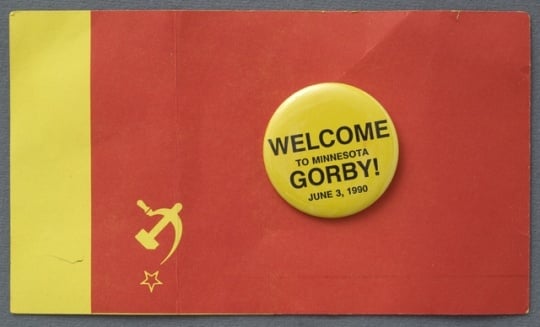 WELCOME
TO MINNESOTA
GORBY!
JUNE 3, 1990